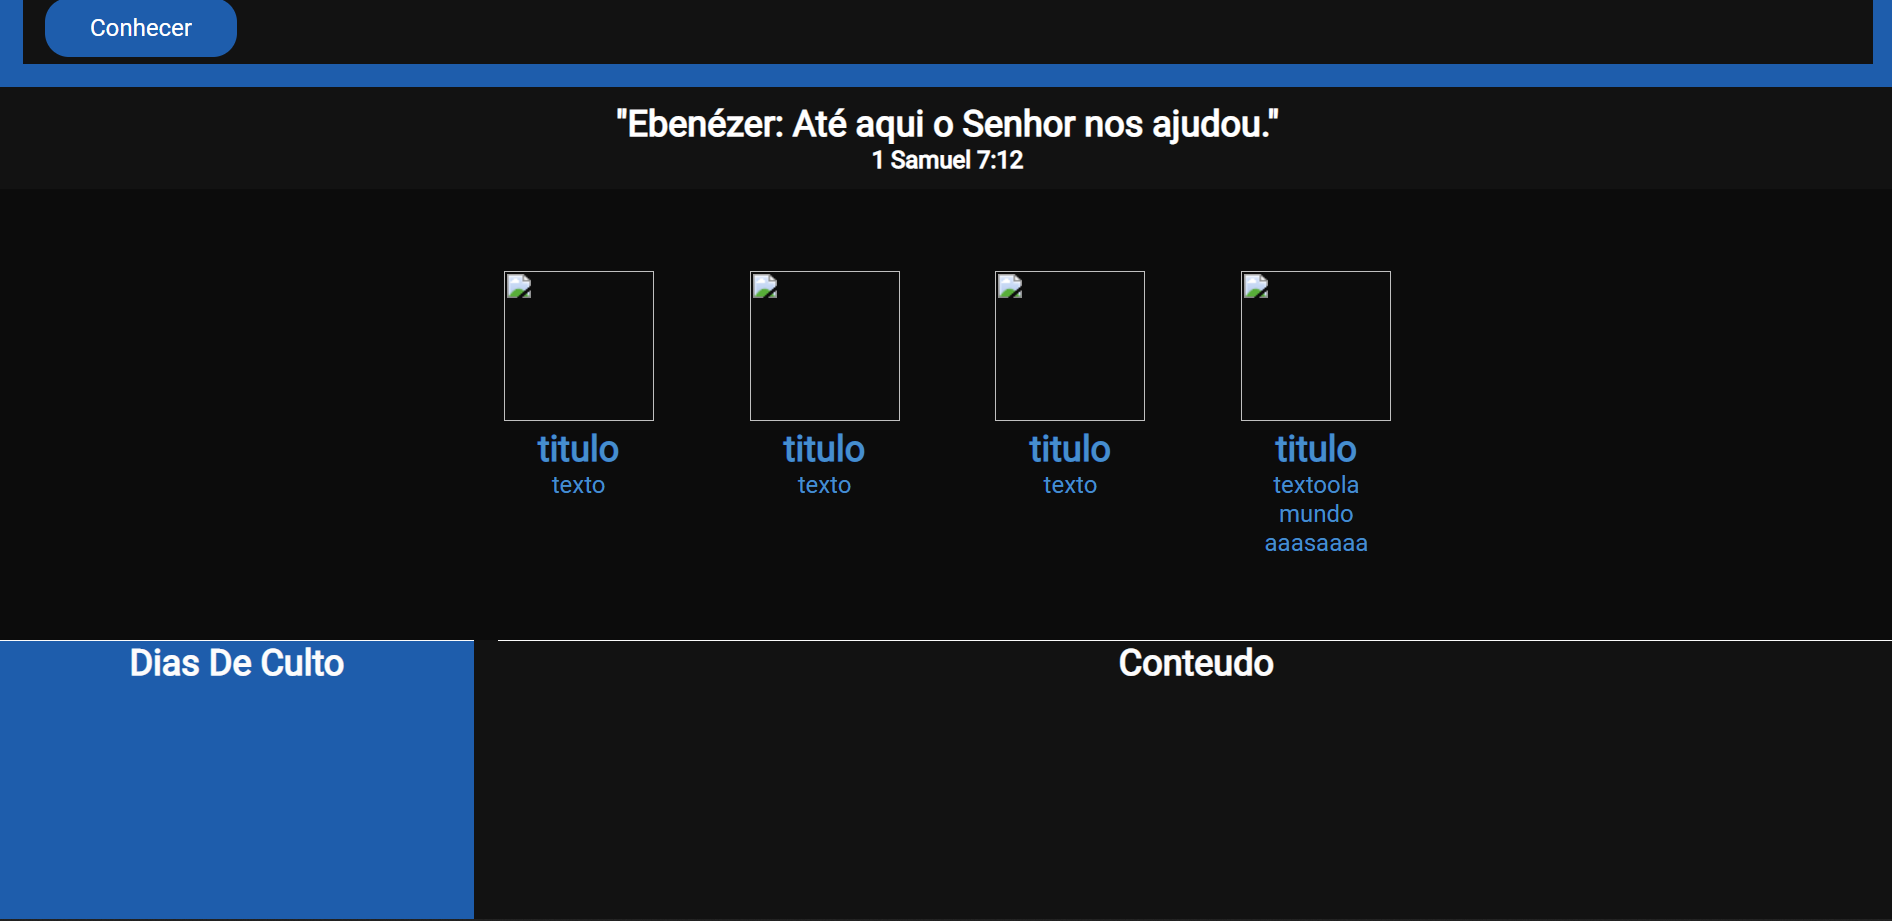 Conhecer
"Ebenézer: Até aqui o Senhor nos ajudou."
1 Samuel 7:12
titulo
texto
titulo
texto
titulo
texto
titulo
textoola
mundo
aaasaaaa
Dias De Culto
Conteudo